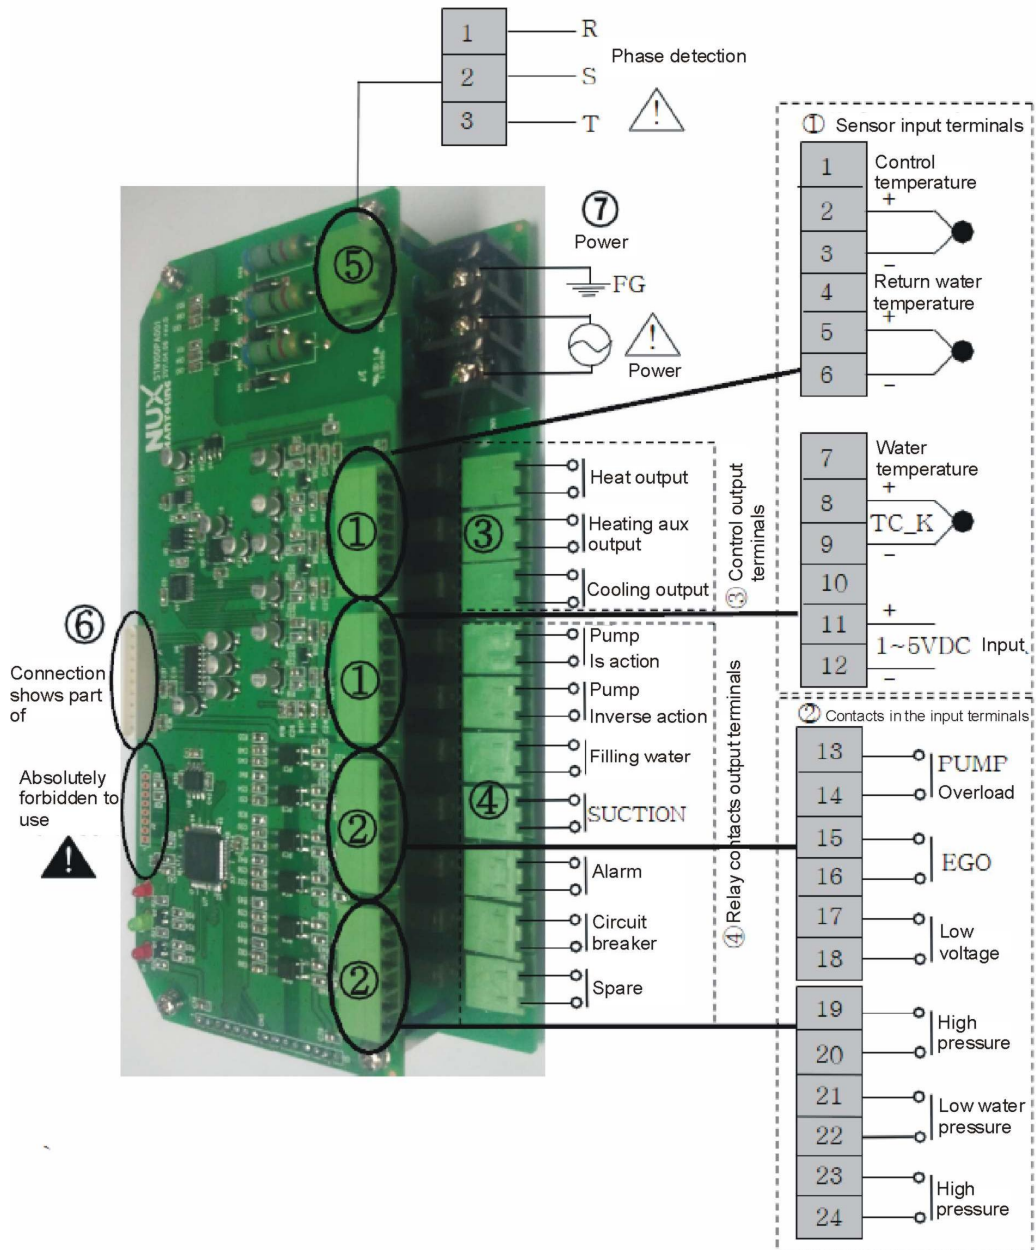 1
R
2
S
3
T
Phase detection
① Sensor input terminals
1
Control
temperature
2
+
3
−
4
Return water
temperature
5
+
6
−
7
Water
temperature
8
+
TC_K
9
−
10
11
+
1~5VDC Input
12
−
② Contacts in the input terminals
13
14
PUMP
Overload
15
16
EGO
17
18
Low
voltage
19
20
High
pressure
21
22
Low water
pressure
23
24
High
pressure
⑦
Power
FG
Power
⑤
NUX
①
①
②
②
③
Heat output
Heating aux
output
Cooling output
③ Control output
terminals
④
Pump
Is action
Pump
Inverse action
Filling water
SUCTION
Alarm
Circuit
breaker
Spare
④ Relay contacts output terminals
⑥
Connection
shows part
of
Absolutely
forbidden to
use